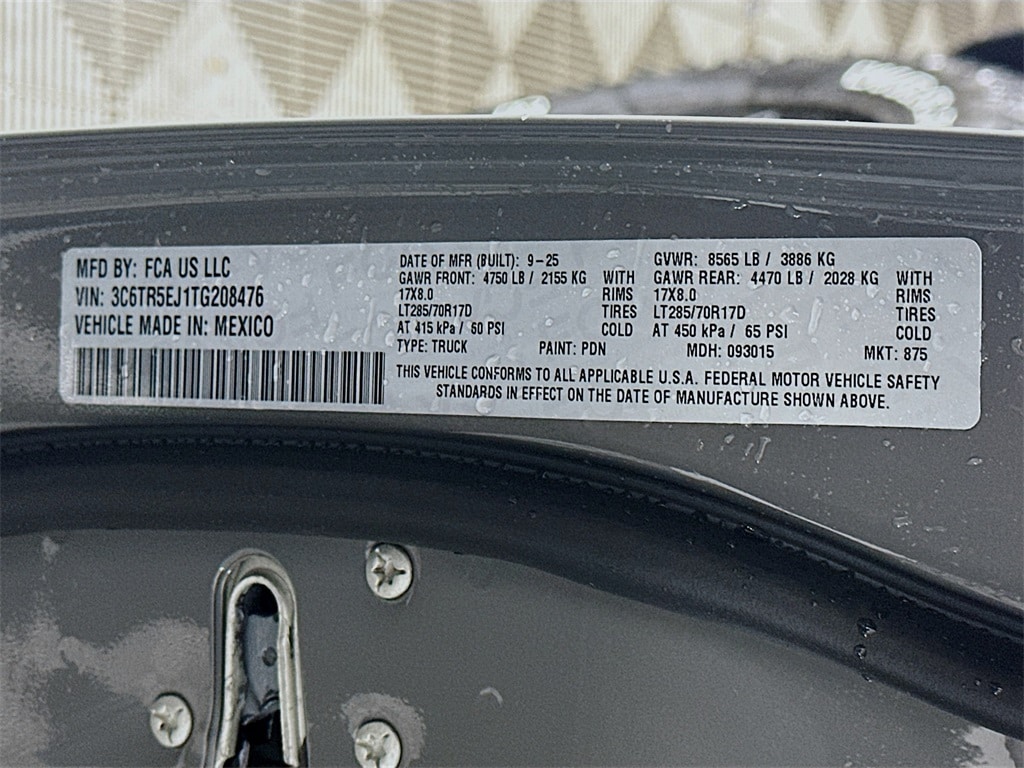 MFD BY: FCA US LLC
VIN: 3C6TR5EJ1TG208476
VEHICLE MADE IN: MEXICO
DATE OF MFR (BUILT): 9-25
GAWR FRONT: 4750 LB / 2155 KG WITH
17X8.0 RIMS
LT285/70R17D TIRES
AT 415 kPa / 60 PSI COLD
GVWR: 8565 LB / 3886 KG
GAWR REAR: 4470 LB / 2028 KG WITH
17X8.0 RIMS
LT285/70R17D TIRES
AT 450 kPa / 65 PSI COLD
TYPE: TRUCK PAINT: PDN MDH: 093015 MKT: 875
THIS VEHICLE CONFORMS TO ALL APPLICABLE U.S.A. FEDERAL MOTOR VEHICLE SAFETY
STANDARDS IN EFFECT ON THE DATE OF MANUFACTURE SHOWN ABOVE.